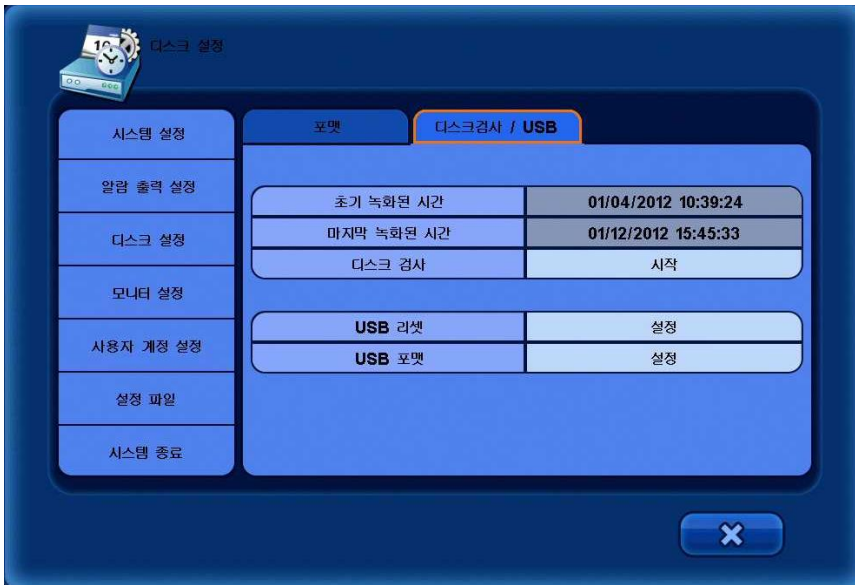 디스크 설정
시스템 설정
알람 출력 설정
디스크 설정
모니터 설정
사용자 계정 설정
설정 파일
시스템 종료
포맷
디스크검사 / USB
초기 녹화된 시간
01/04/2012 10:39:24
마지막 녹화된 시간
01/12/2012 15:45:33
디스크 검사
시작
USB 리셋
설정
USB 포맷
설정